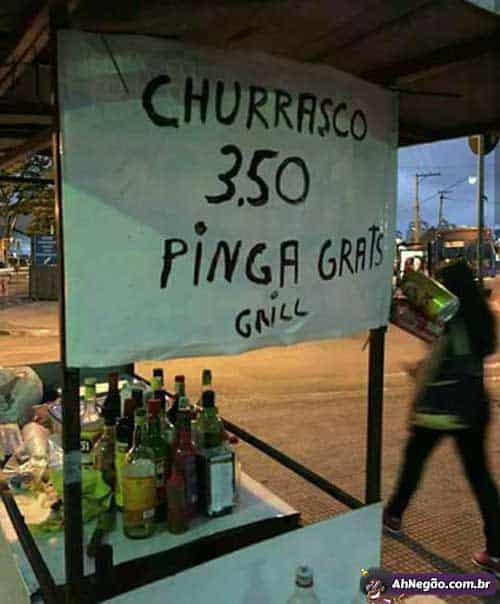 CHURRASCO
3.50
PINGA GRATS
GRILL
AhNegão.com.br